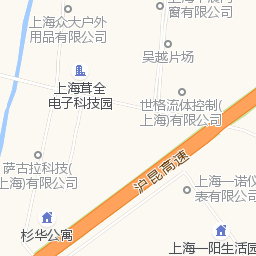 上海众大户外
用品有限公司
窗有限公司
吴越片场
上海茸全
电子科技园
世格流体控制(
上海)有限公司
沪昆高速
萨古拉科技(
上海)有限公司
上海一诺仪
表有限公司
杉华公寓
上海一阳生活园